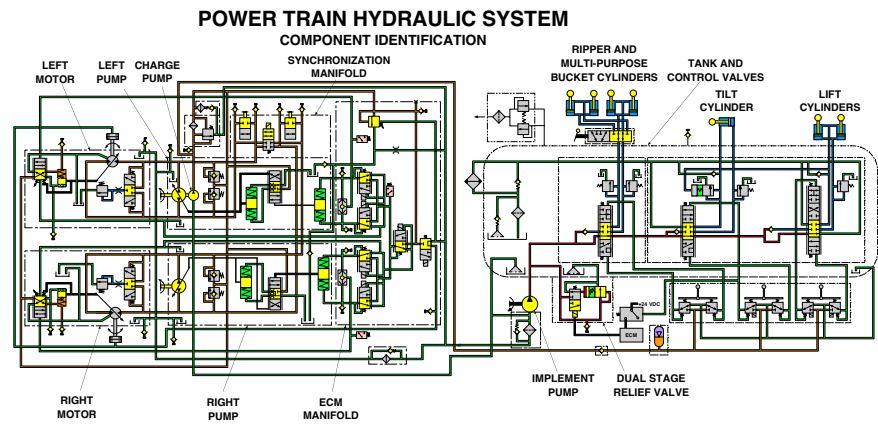 POWER TRAIN HYDRAULIC SYSTEM
COMPONENT IDENTIFICATION
LEFT
MOTOR
LEFT
PUMP
CHARGE
PUMP
SYNCHRONIZATION
MANIFOLD
RIPPER AND
MULTI-PURPOSE
BUCKET CYLINDERS
TANK AND
CONTROL VALVES
TILT
CYLINDER
LIFT
CYLINDERS
+24 VDC
ECM
RIGHT
MOTOR
RIGHT
PUMP
ECM
MANIFOLD
IMPLEMENT
PUMP
DUAL STAGE
RELIEF VALVE